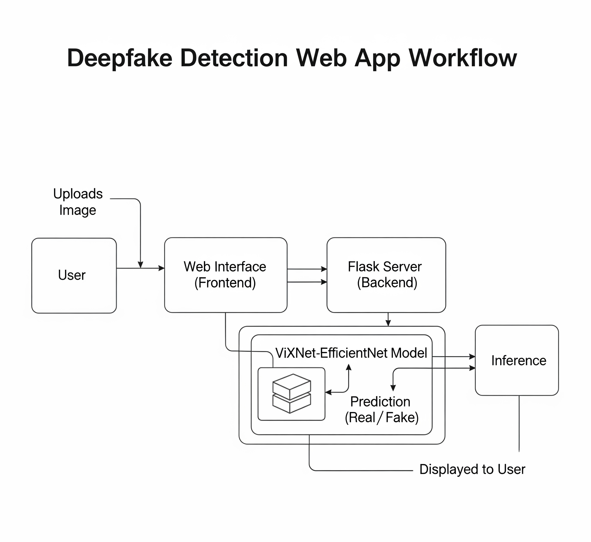 Deepfake Detection Web App Workflow
Uploads
Image
User
Web Interface
(Frontend)
Flask Server
(Backend)
ViXNet-EfficientNet Model
Prediction
(Real/Fake)
Inference
Displayed to User